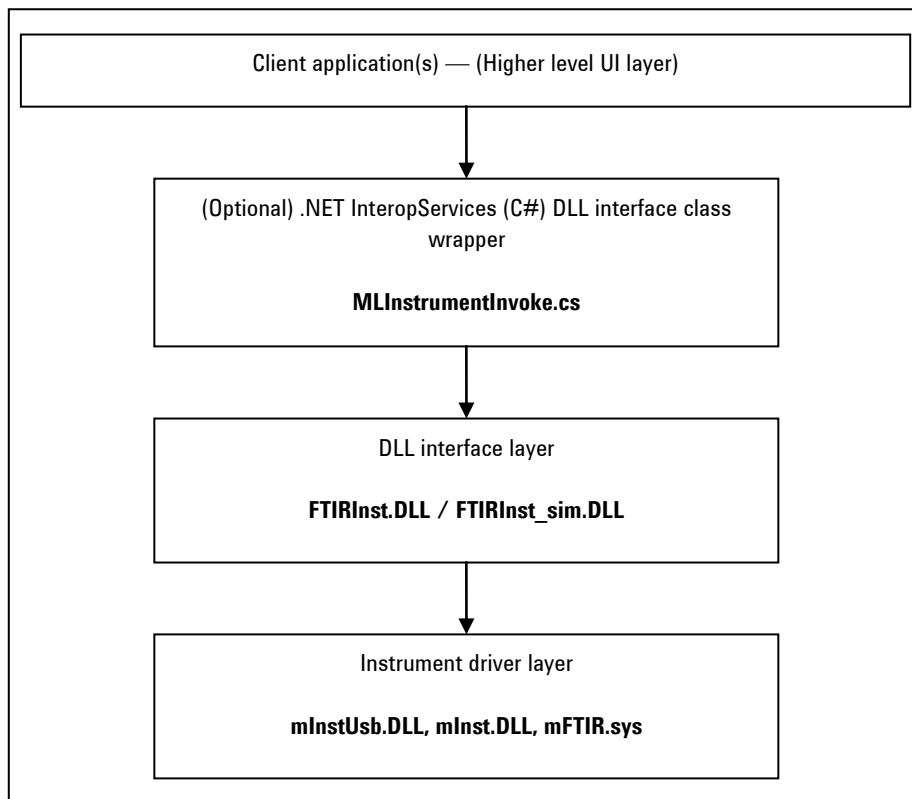 Client application(s) — (Higher level UI layer)
(Optional) .NET InteropServices (C#) DLL interface class
wrapper
MLInstrumentInvoke.cs
DLL interface layer
FTIRInst.DLL / FTIRInst_sim.DLL
Instrument driver layer
mInstUsb.DLL, mInst.DLL, mFTIR.sys